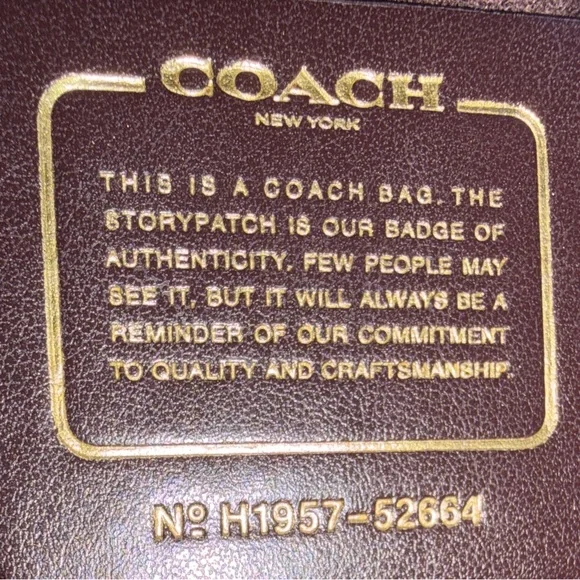 COACH
NEW YORK
THIS IS A COACH BAG. THE
STORYPATCH IS OUR BADGE OF
AUTHENTICITY. FEW PEOPLE MAY
SEE IT, BUT IT WILL ALWAYS BE A
REMINDER OF OUR COMMITMENT
TO QUALITY AND CRAFTSMANSHIP.
Nº H1957-52664